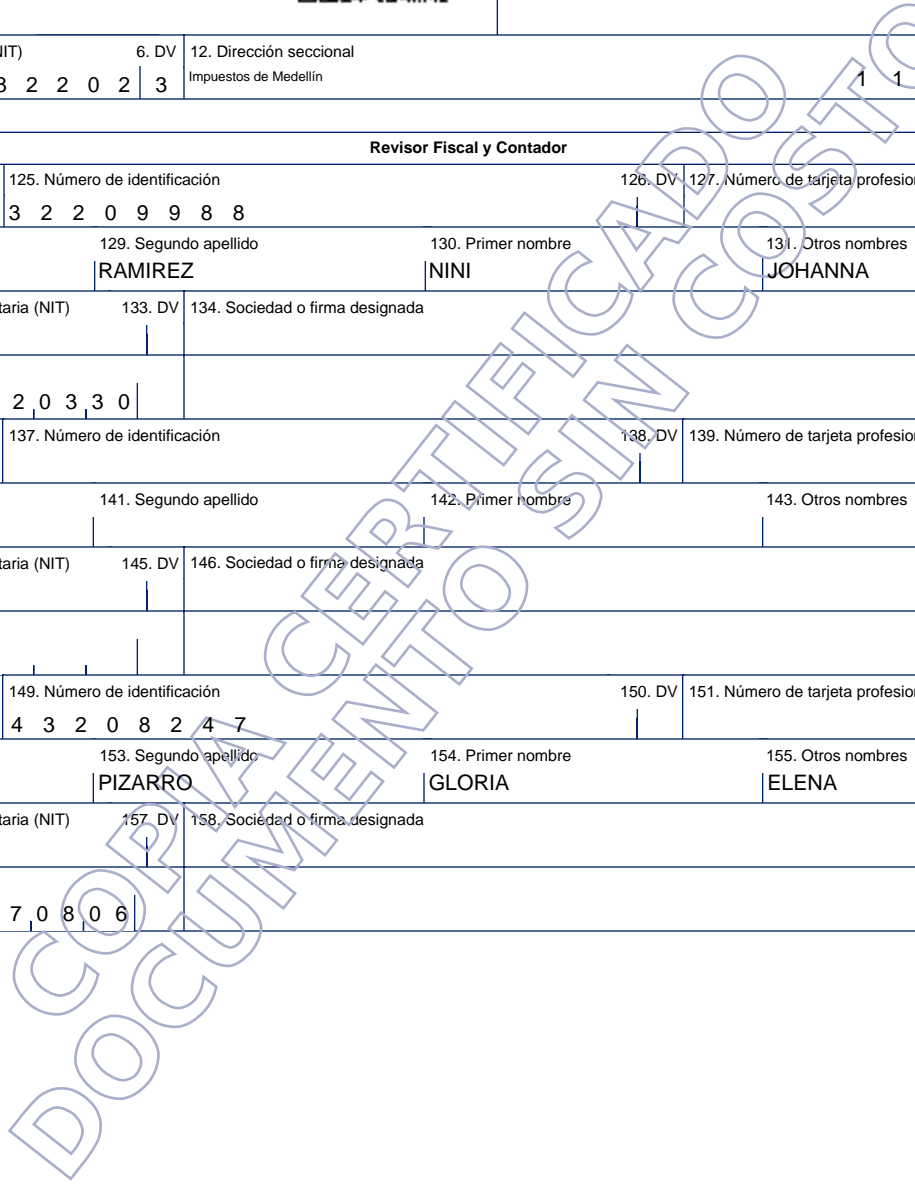 NIT) 6. DV 12. Dirección seccional
3 2 2 0 2 3 Impuestos de Medellín 1 1
Revisor Fiscal y Contador
125. Número de identificación 126. DV 127. Número de tarjeta profesion
3 2 2 0 9 9 8 8
129. Segundo apellido 130. Primer nombre 131. Otros nombres
RAMIREZ NINI JOHANNA
taria (NIT) 133. DV 134. Sociedad o firma designada
2 0 3 3 0
137. Número de identificación 138. DV 139. Número de tarjeta profesion
141. Segundo apellido 142. Primer nombre 143. Otros nombres
taria (NIT) 145. DV 146. Sociedad o firma designada
149. Número de identificación 150. DV 151. Número de tarjeta profesion
4 3 2 0 8 2 4 7
153. Segundo apellido 154. Primer nombre 155. Otros nombres
PIZARRO GLORIA ELENA
taria (NIT) 157. DV 158. Sociedad o firma designada
7 0 8 0 6
COPIA CERTIFICADO
DOCUMENTO SIN COSTO